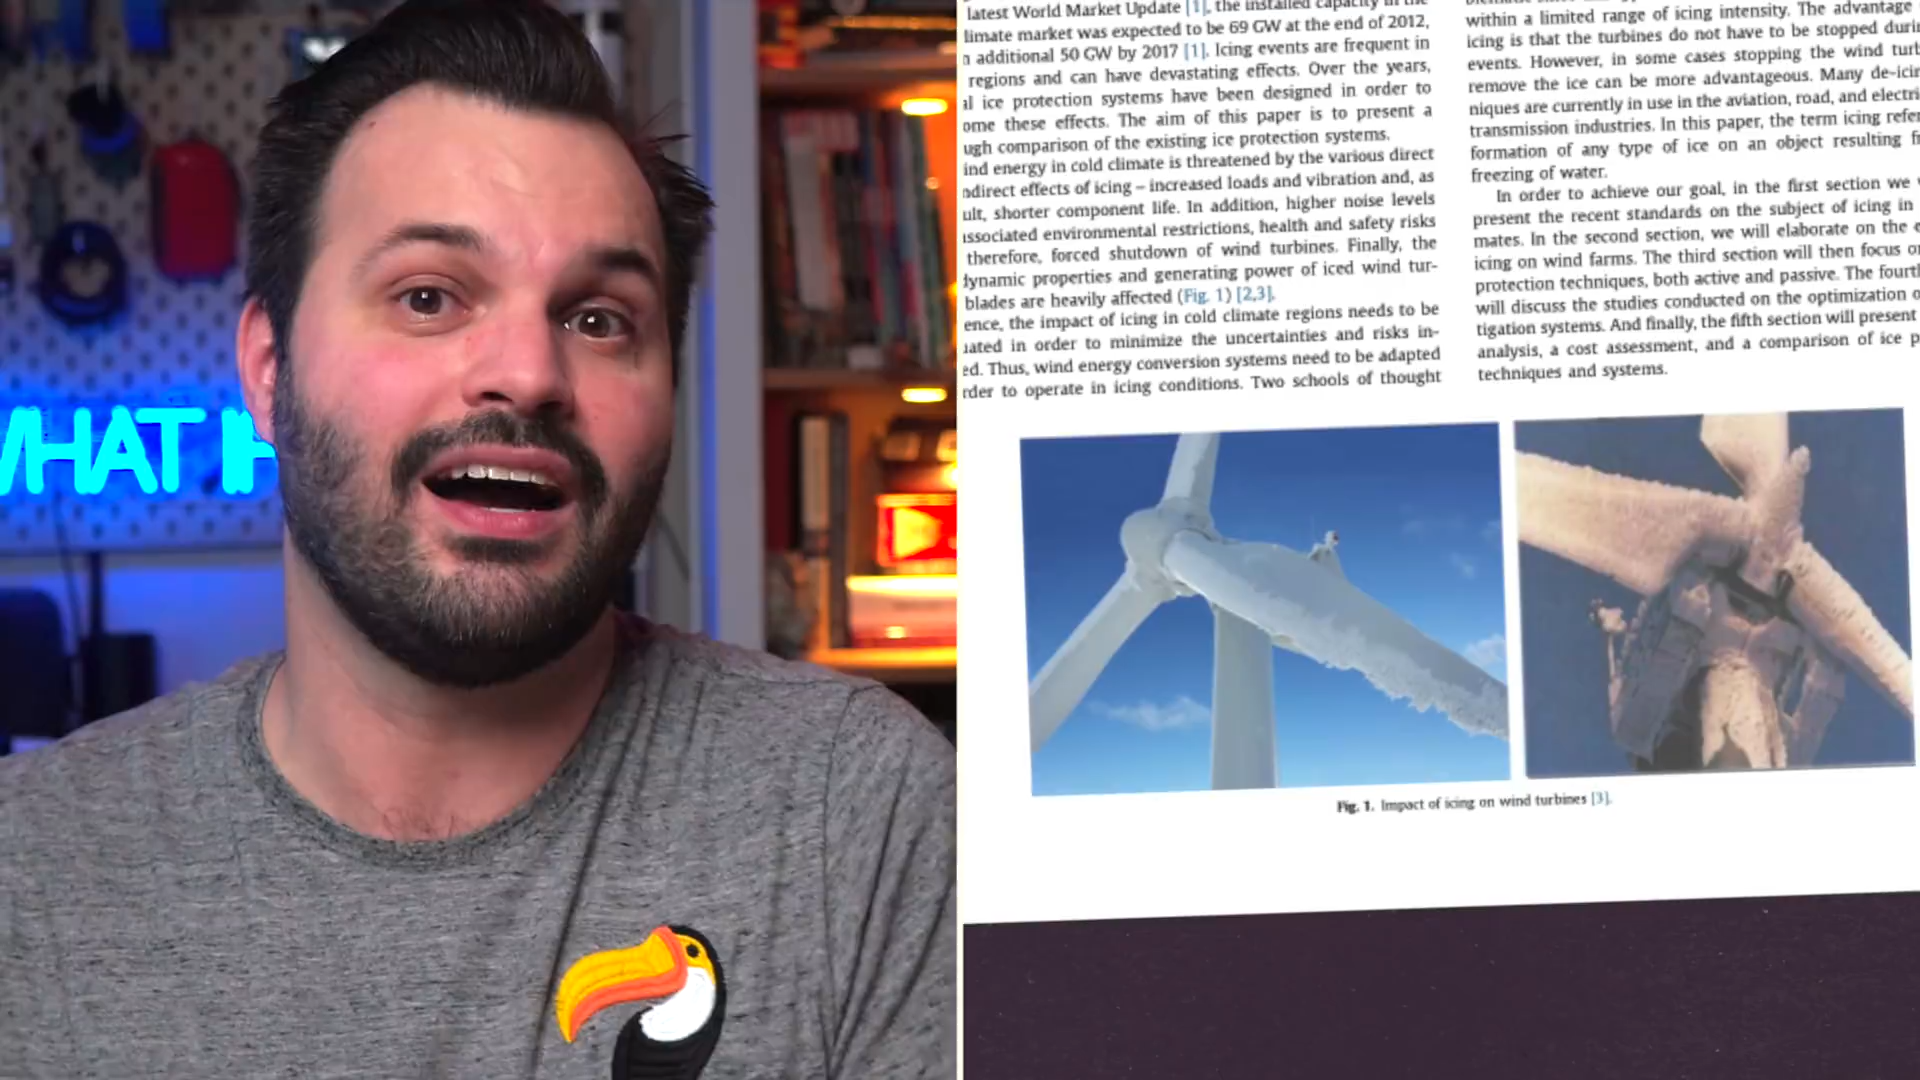 WHAT
latest World Market Update [1], the installed capacity in the
limate market was expected to be 69 GW at the end of 2012,
n additional 50 GW by 2017 [1]. Icing events are frequent in
regions and can have devastating effects. Over the years,
al ice protection systems have been designed in order to
ome these effects. The aim of this paper is to present a
ugh comparison of the existing ice protection systems.
ind energy in cold climate is threatened by the various direct
ndirect effects of icing – increased loads and vibration and, as
ult, shorter component life. In addition, higher noise levels
associated environmental restrictions, health and safety risks
therefore, forced shutdown of wind turbines. Finally, the
dynamic properties and generating power of iced wind tur-
blades are heavily affected (Fig. 1) [2,3].
ence, the impact of icing in cold climate regions needs to be
uated in order to minimize the uncertainties and risks in-
ed. Thus, wind energy conversion systems need to be adapted
rder to operate in icing conditions. Two schools of thought
within a limited range of icing intensity. The advantage
icing is that the turbines do not have to be stopped duri
events. However, in some cases stopping the wind turb
remove the ice can be more advantageous. Many de-icin
niques are currently in use in the aviation, road, and electri
transmission industries. In this paper, the term icing refer
formation of any type of ice on an object resulting f
freezing of water.
In order to achieve our goal, in the first section we
present the recent standards on the subject of icing in
mates. In the second section, we will elaborate on the
icing on wind farms. The third section will then focus o
protection techniques, both active and passive. The fourth
will discuss the studies conducted on the optimization o
tigation systems. And finally, the fifth section will present
analysis, a cost assessment, and a comparison of ice p
techniques and systems.
Fig. 1. Impact of icing on wind turbines [3].